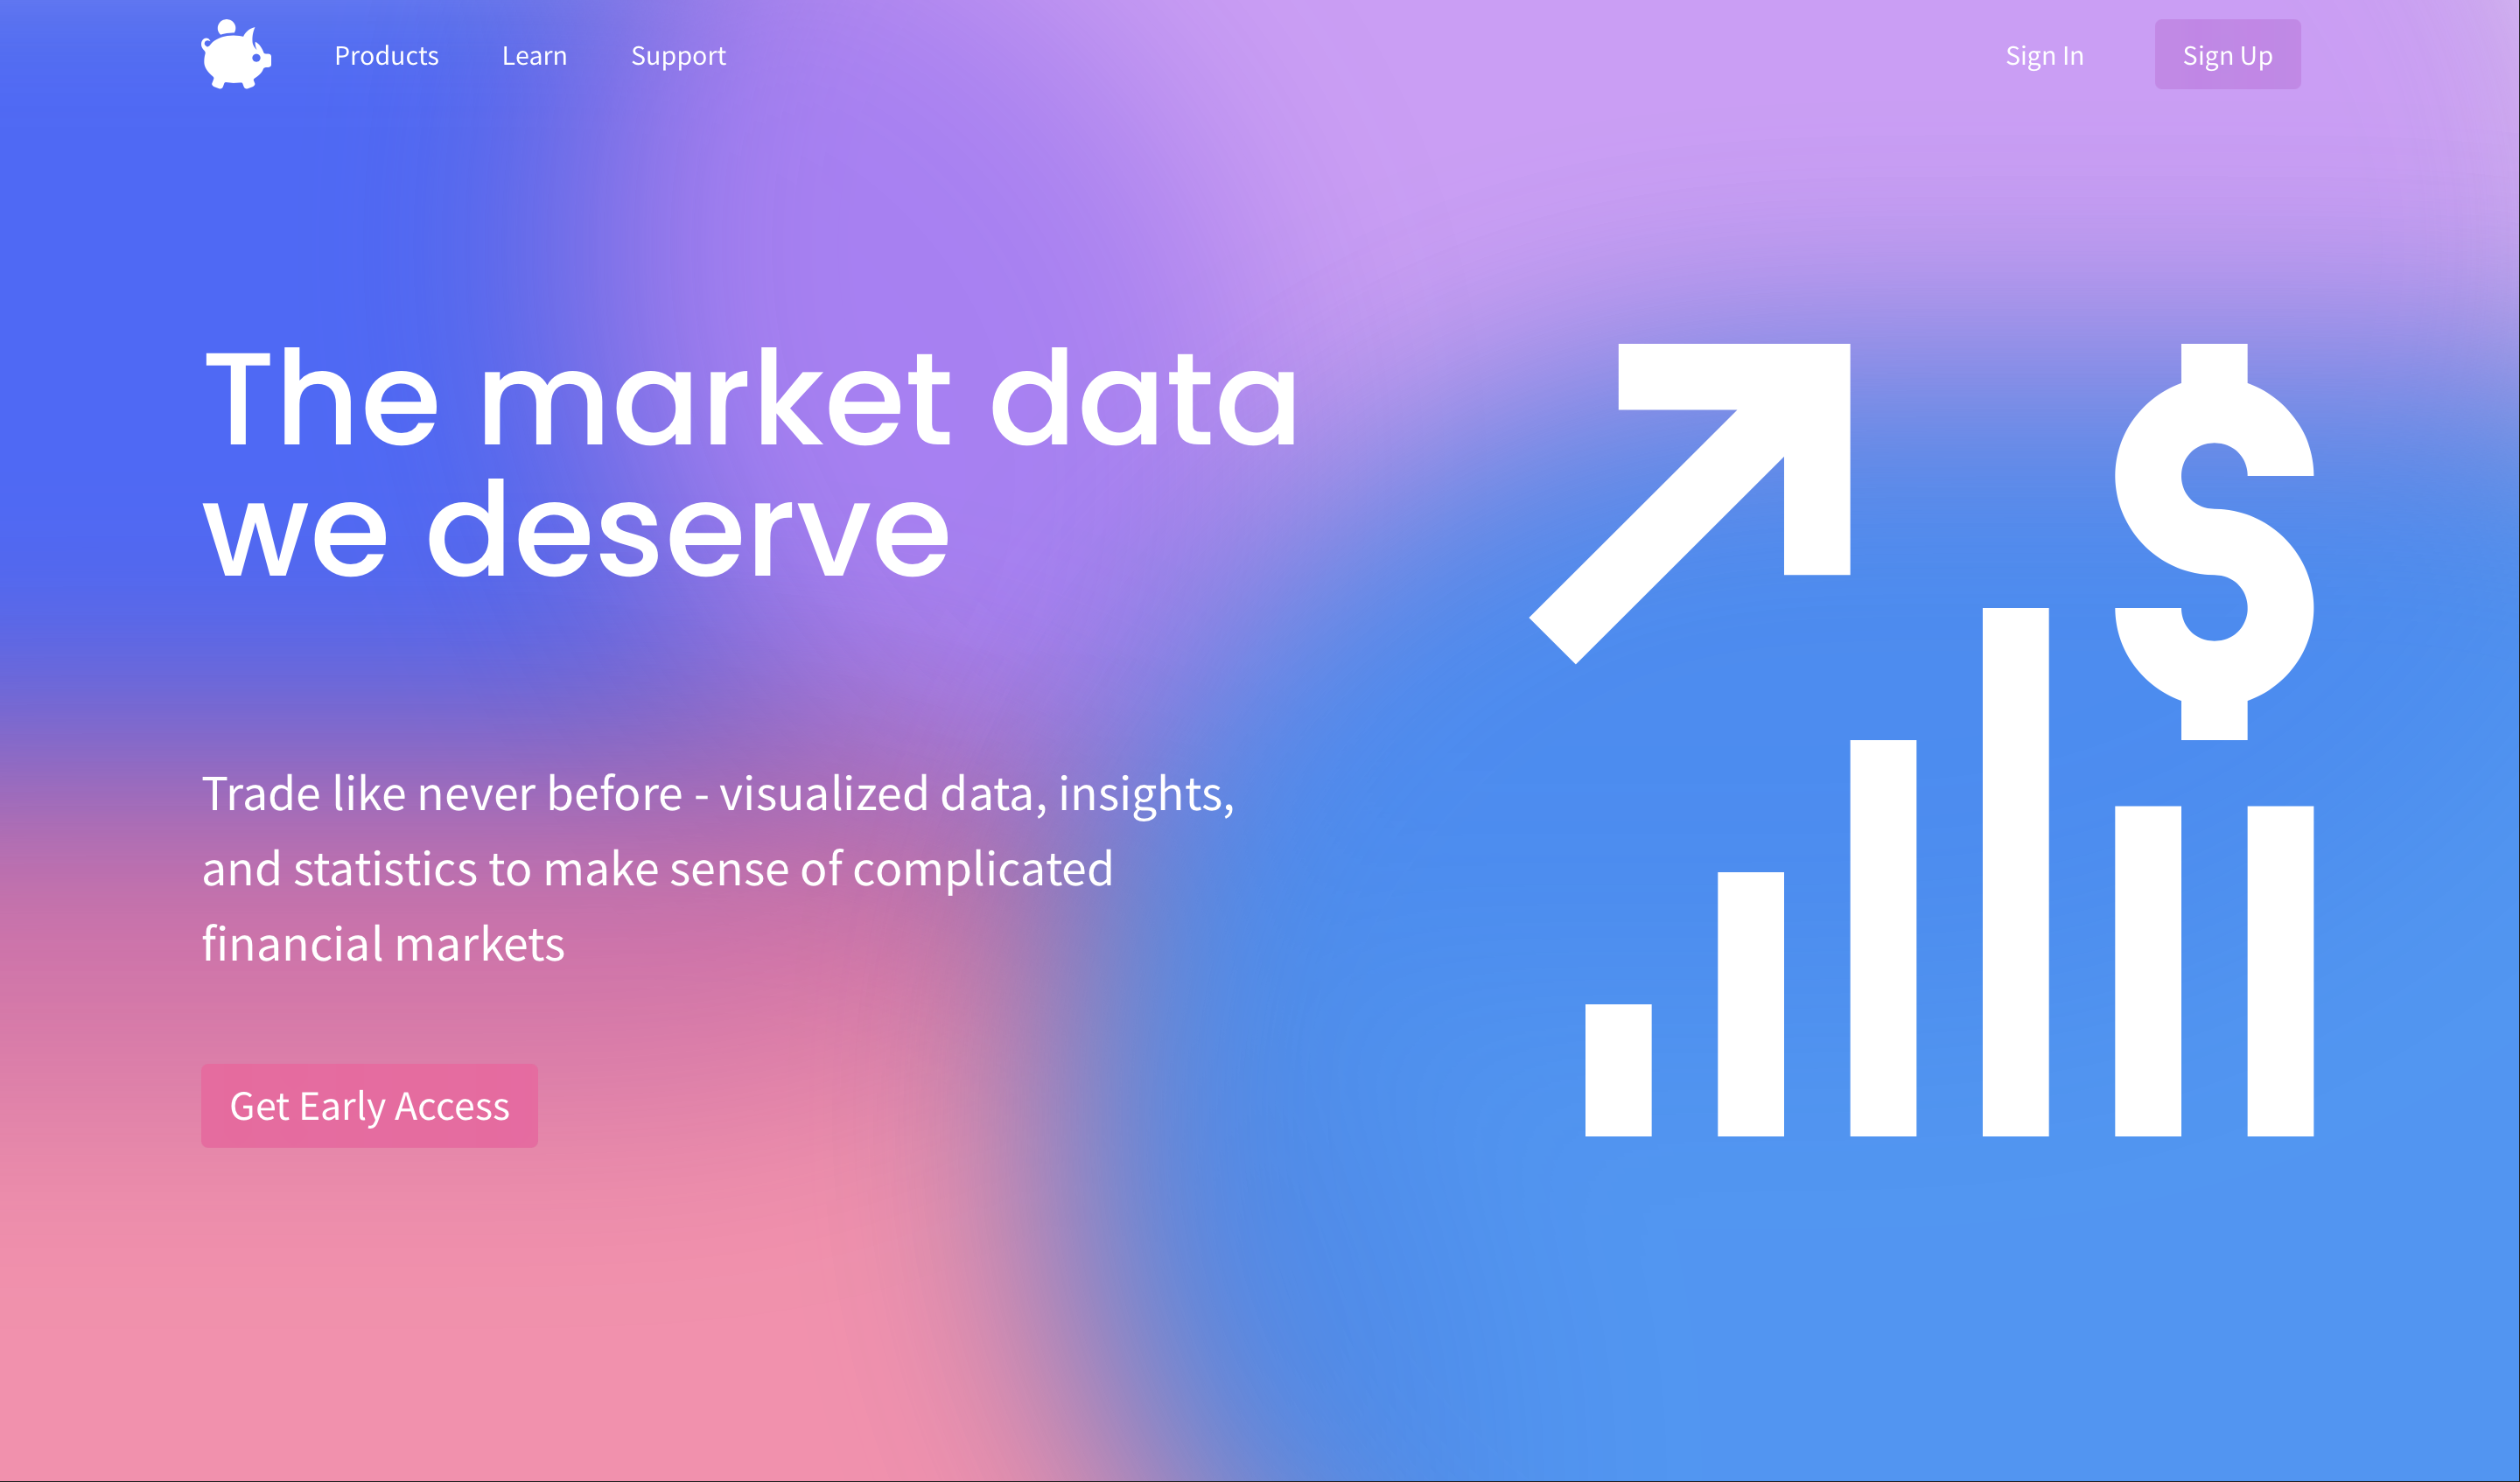 Products
Learn
Support
Sign In
Sign Up
The market data
we deserve
Trade like never before - visualized data, insights,
and statistics to make sense of complicated
financial markets
Get Early Access
$